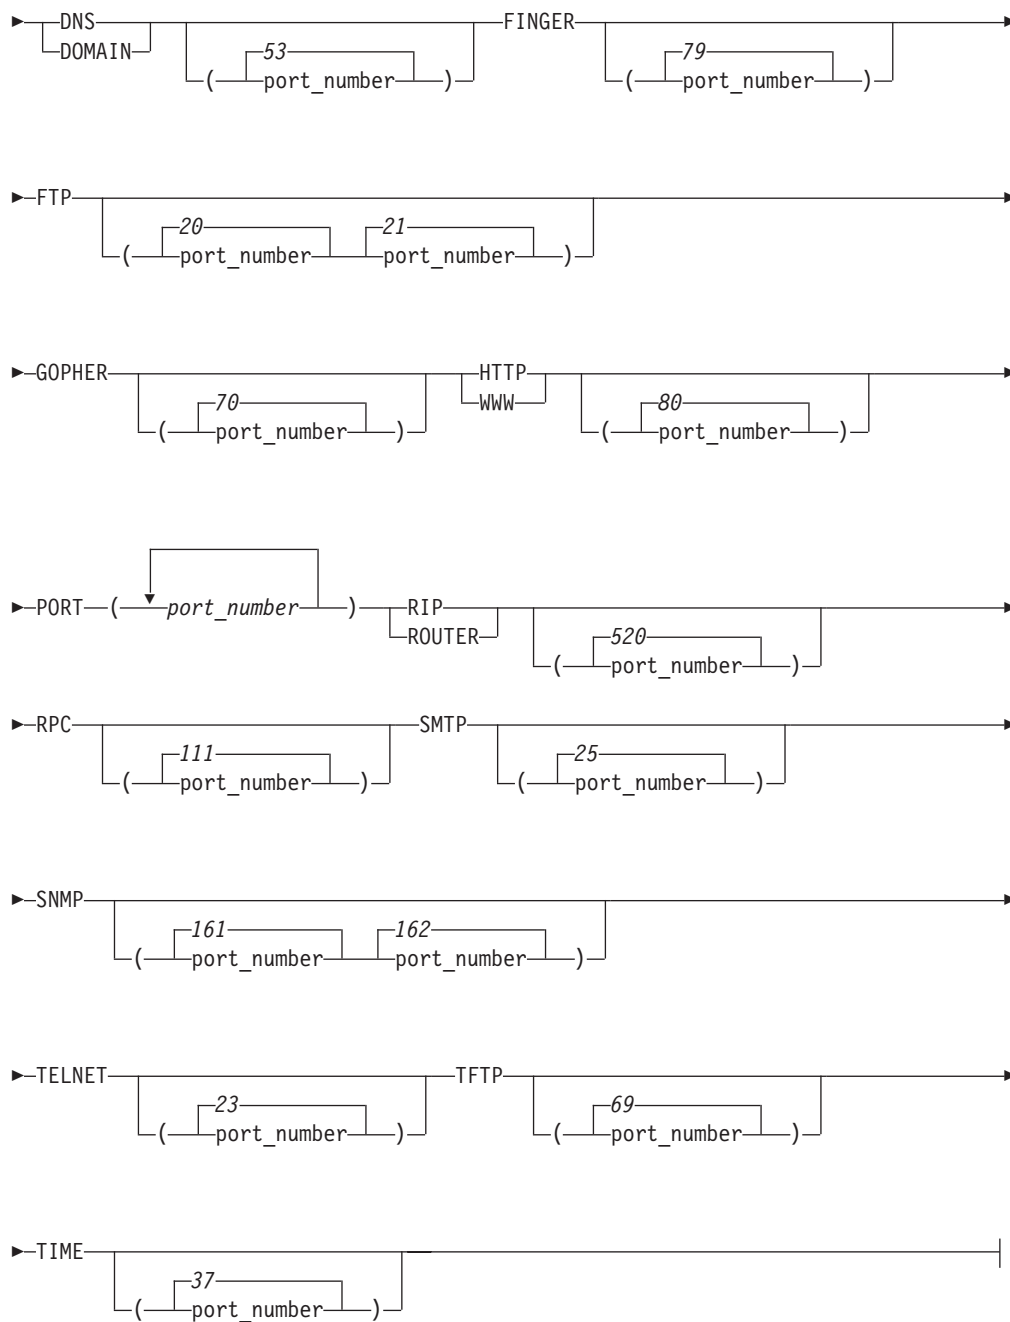 DNS FINGER
DOMAIN 53 79
( port_number ) ( port_number )
FTP
20 21
( port_number port_number )
GOPHER HTTP
WWW
70 80
( port_number ) ( port_number )
PORT ( port_number ) RIP
ROUTER 520
( port_number )
RPC SMTP
111 25
( port_number ) ( port_number )
SNMP
161 162
( port_number port_number )
TELNET TFTP
23 69
( port_number ) ( port_number )
TIME
37
( port_number )